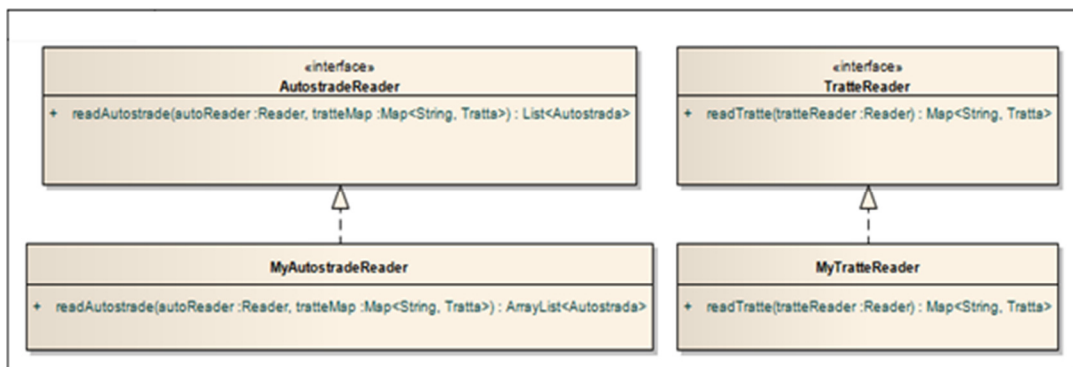 «interface»
AutostradeReader
+ readAutostrade(autoReader :Reader, tratteMap :Map<String, Tratta>) : List<Autostrada>
«interface»
TratteReader
+ readTratte(tratteReader :Reader) : Map<String, Tratta>
MyAutostradeReader
+ readAutostrade(autoReader :Reader, tratteMap :Map<String, Tratta>) : ArrayList<Autostrada>
MyTratteReader
+ readTratte(tratteReader :Reader) : Map<String, Tratta>